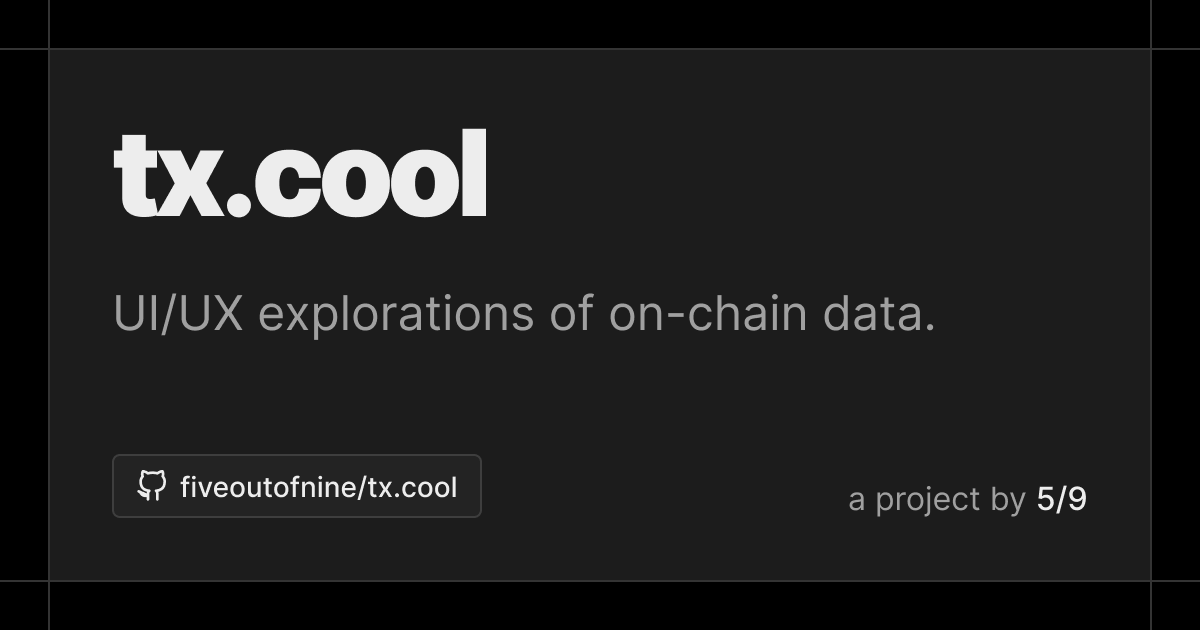 tx.cool
UI/UX explorations of on-chain data.
fiveoutofnine/tx.cool
a project by 5/9